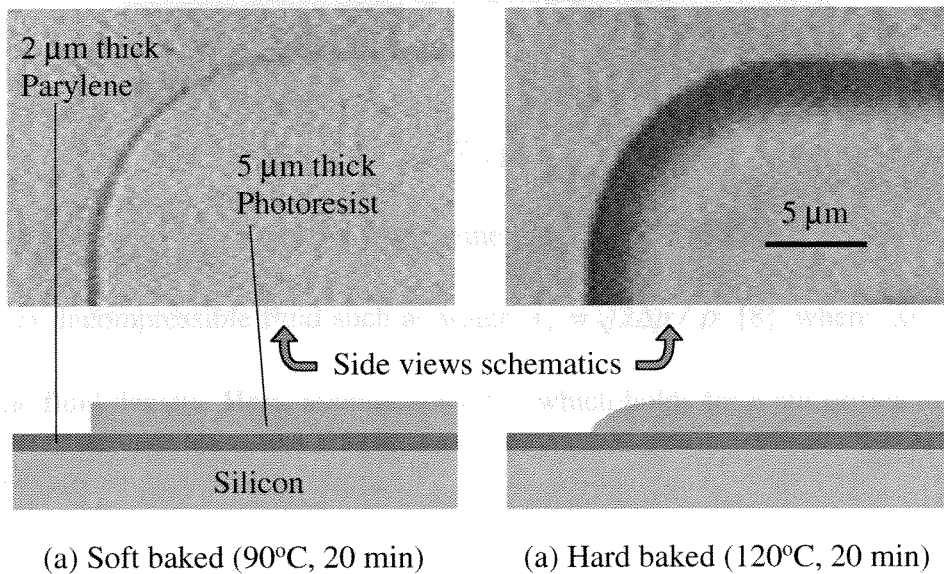 2 μm thick
Parylene
5 μm thick
Photoresist
5 μm
Side views schematics
Silicon
(a) Soft baked (90°C, 20 min)
(a) Hard baked (120°C, 20 min)